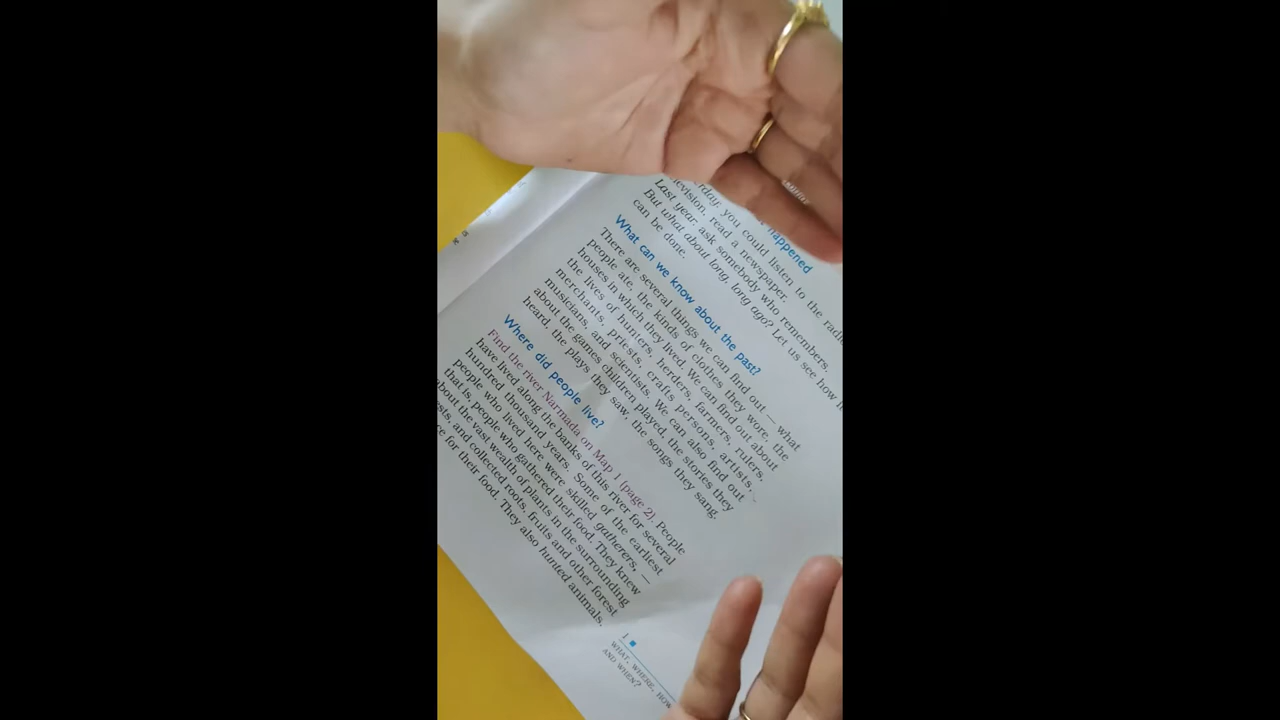 happened
rday, you could listen to the radi
levision, read a newspaper.
Last year, ask somebody who remembers.
But what about long, long ago? Let us see how i
can be done.
What can we know about the past?
There are several things we can find out — what
people ate, the kinds of clothes they wore, the
houses in which they lived. We can find out about
the lives of hunters, herders, farmers, rulers,
merchants, priests, crafts persons, artists,
musicians, and scientists. We can also find out
about the games children played, the stories they
heard, the plays they saw, the songs they sang.
Where did people live?
Find the river Narmada on Map 1 (page 2). People
have lived along the banks of this river for several
hundred thousand years. Some of the earliest
people who lived here were skilled gatherers, —
that is, people who gathered their food. They knew
about the vast wealth of plants in the surrounding
ests, and collected roots, fruits and other forest
ce for their food. They also hunted animals.
1
WHAT, WHERE, HOW
AND WHEN?